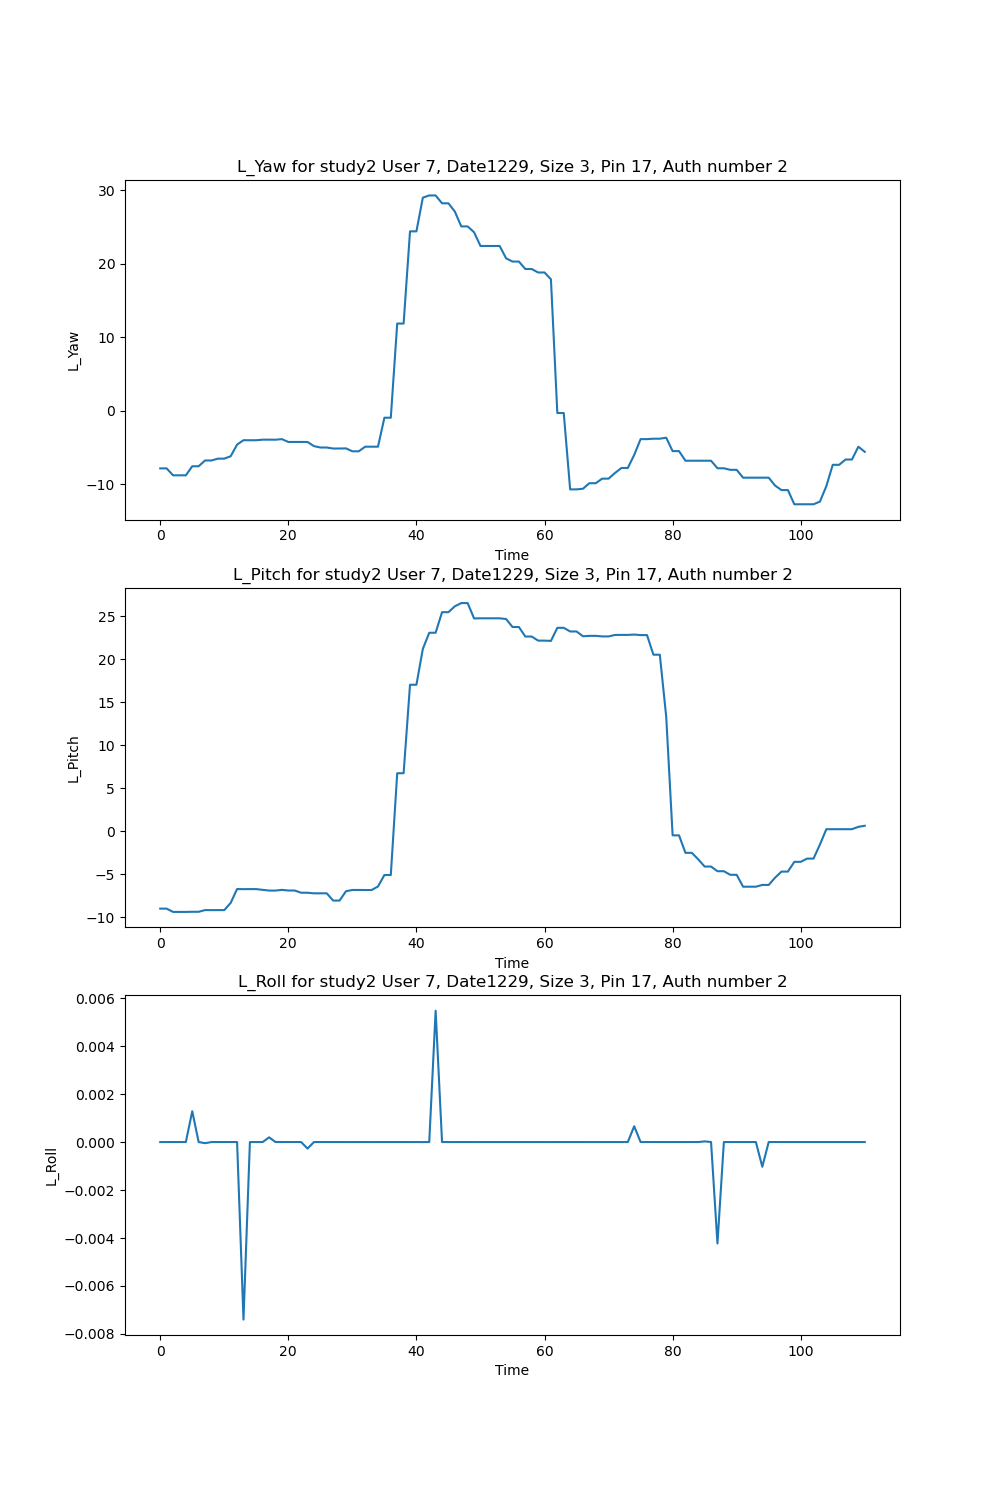 L_Yaw for study2 User 7, Date1229, Size 3, Pin 17, Auth number 2
30
20
10
0
−10
L_Yaw
0 20 40 60 80 100
Time
L_Pitch for study2 User 7, Date1229, Size 3, Pin 17, Auth number 2
25
20
15
10
5
0
−5
−10
L_Pitch
0 20 40 60 80 100
Time
L_Roll for study2 User 7, Date1229, Size 3, Pin 17, Auth number 2
0.006
0.004
0.002
0.000
−0.002
−0.004
−0.006
−0.008
L_Roll
0 20 40 60 80 100
Time